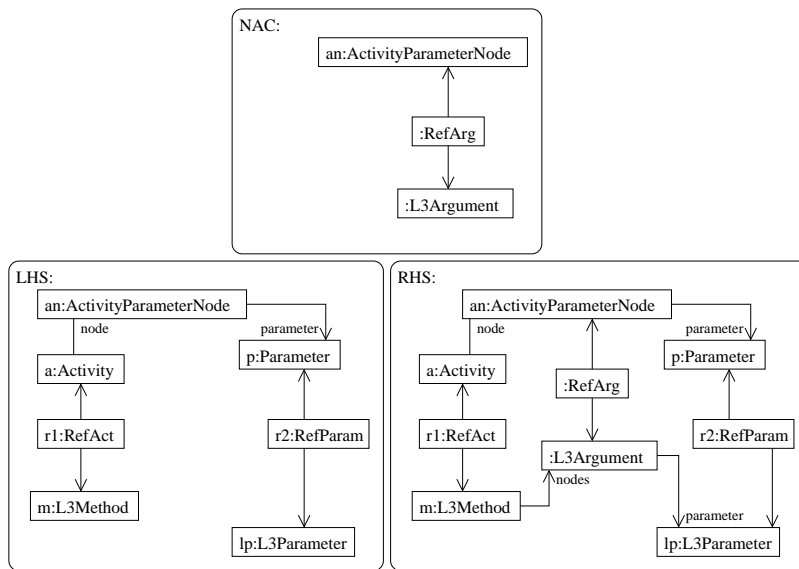 NAC:
an:ActivityParameterNode
:RefArg
:L3Argument
LHS:
an:ActivityParameterNode
node
parameter
p:Parameter
a:Activity
r1:RefAct
r2:RefParam
m:L3Method
lp:L3Parameter
RHS:
an:ActivityParameterNode
node
parameter
p:Parameter
a:Activity
:RefArg
r1:RefAct
r2:RefParam
:L3Argument
nodes
m:L3Method
parameter
lp:L3Parameter